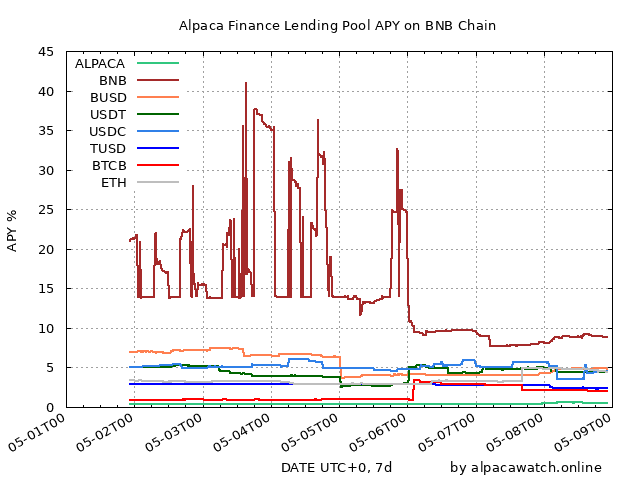 Alpaca Finance Lending Pool APY on BNB Chain
45
40
35
30
25
20
15
10
5
0
APY %
ALPACA
BNB
BUSD
USDT
USDC
TUSD
BTCB
ETH
05-01T00
05-02T00
05-03T00
05-04T00
05-05T00
05-06T00
05-07T00
05-08T00
05-09T00
DATE UTC+0, 7d
by alpacawatch.online